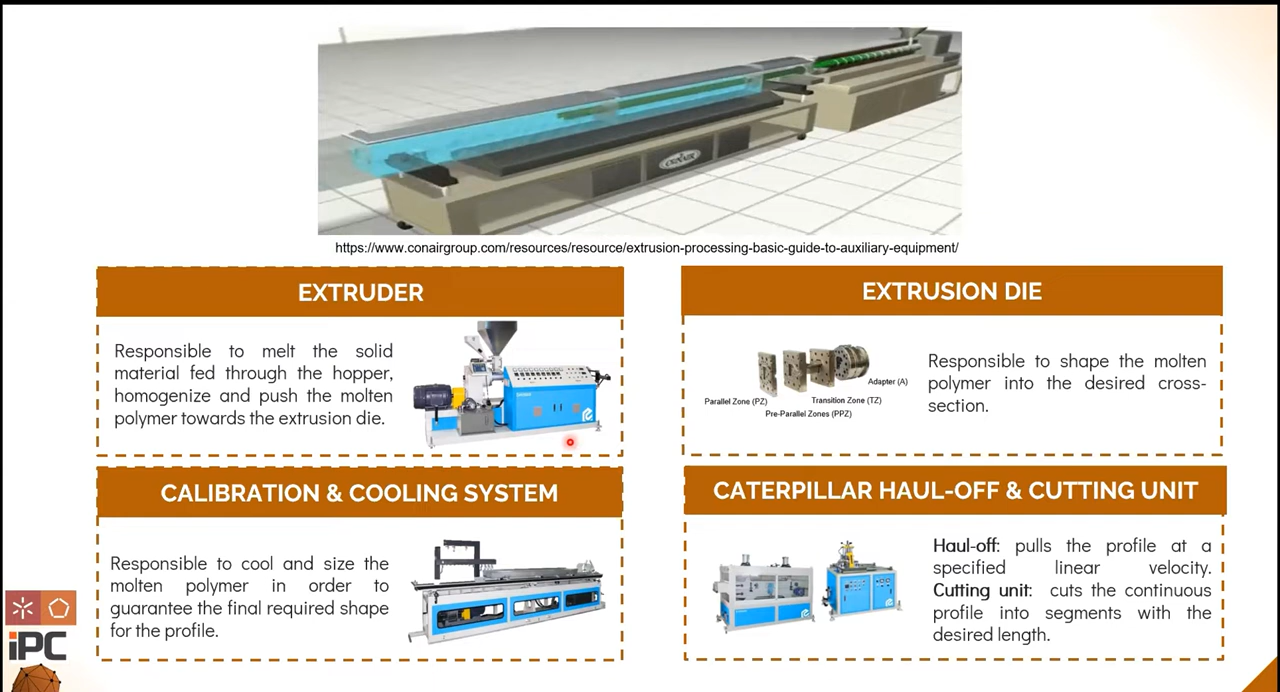 CONAIR
https://www.conairgroup.com/resources/resource/extrusion-processing-basic-guide-to-auxiliary-equipment/
EXTRUDER
Responsible to melt the solid
material fed through the hopper,
homogenize and push the molten
polymer towards the extrusion die.
EXTRUSION DIE
Adapter (A)
Transition Zone (TZ)
Parallel Zone (PZ)
Pre-Parallel Zones (PPZ)
Responsible to shape the molten
polymer into the desired cross-
section.
CALIBRATION & COOLING SYSTEM
Responsible to cool and size the
molten polymer in order to
guarantee the final required shape
for the profile.
CATERPILLAR HAUL-OFF & CUTTING UNIT
Haul-off: pulls the profile at a
specified linear velocity.
Cutting unit: cuts the continuous
profile into segments with the
desired length.
iPC